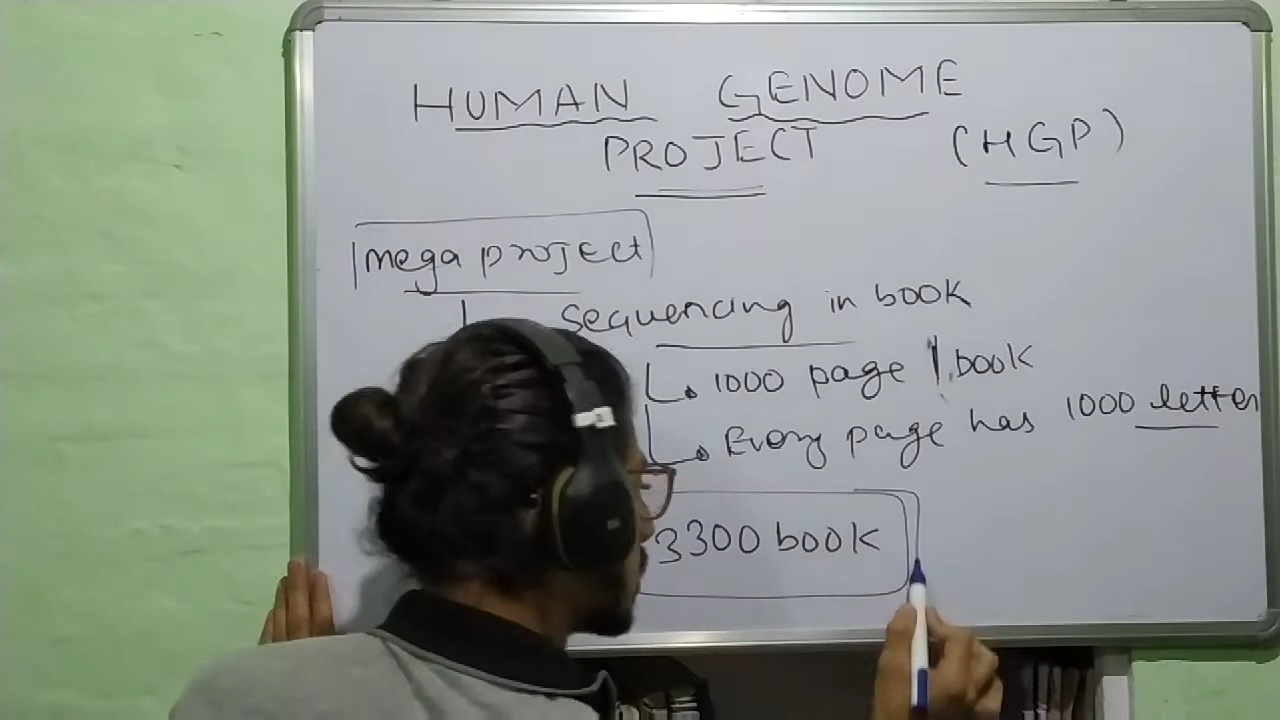 HUMAN GENOME
PROJECT (HGP)
Mega project
Sequencing in book
1000 page / book
Every page has 1000 letter
3300 book